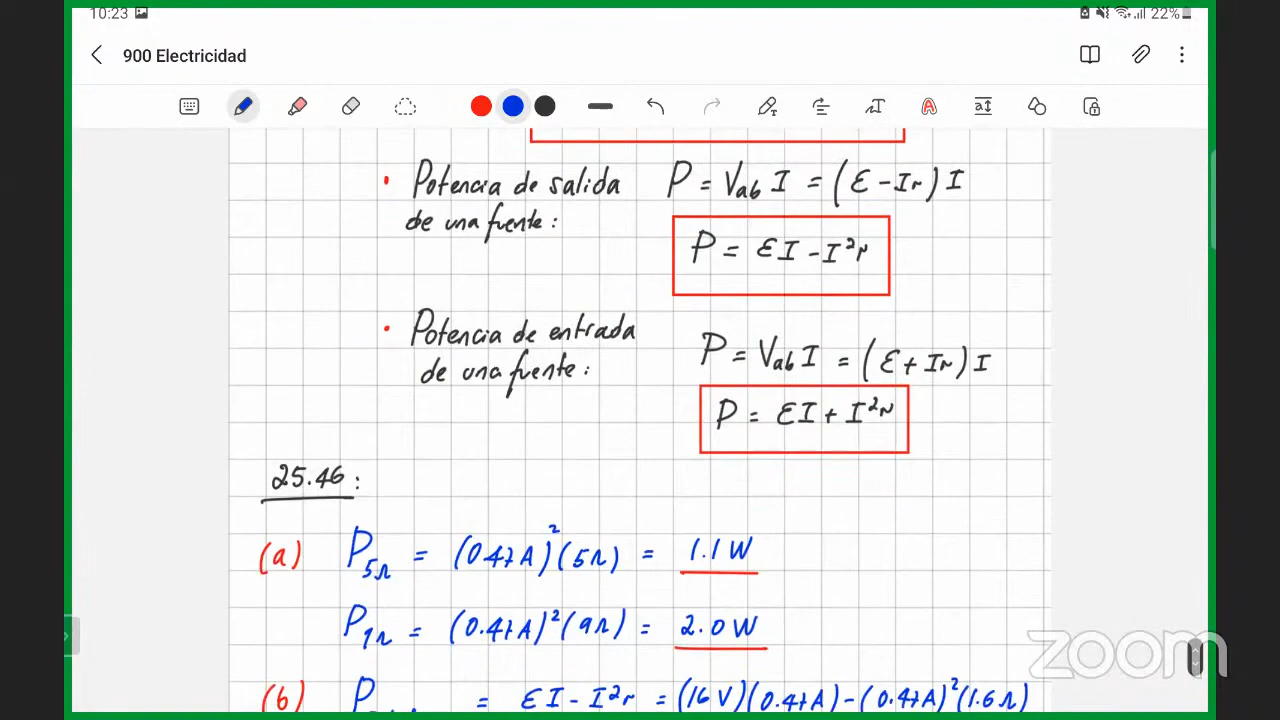 10:23 22%
900 Electricidad
• Potencia de salida P = Vab I = (ε - Ir) I
de una fuente:
P = εI - I²r
• Potencia de entrada P = Vab I = (ε + Ir) I
de una fuente:
P = εI + I²r
25.46:
(a) P5Ω = (0.47A)²(5Ω) = 1.1 W
P9Ω = (0.47A)²(9Ω) = 2.0 W
(b) P = εI - I²r = (16 V)(0.47A) - (0.47A)²(1.6Ω)
zoom